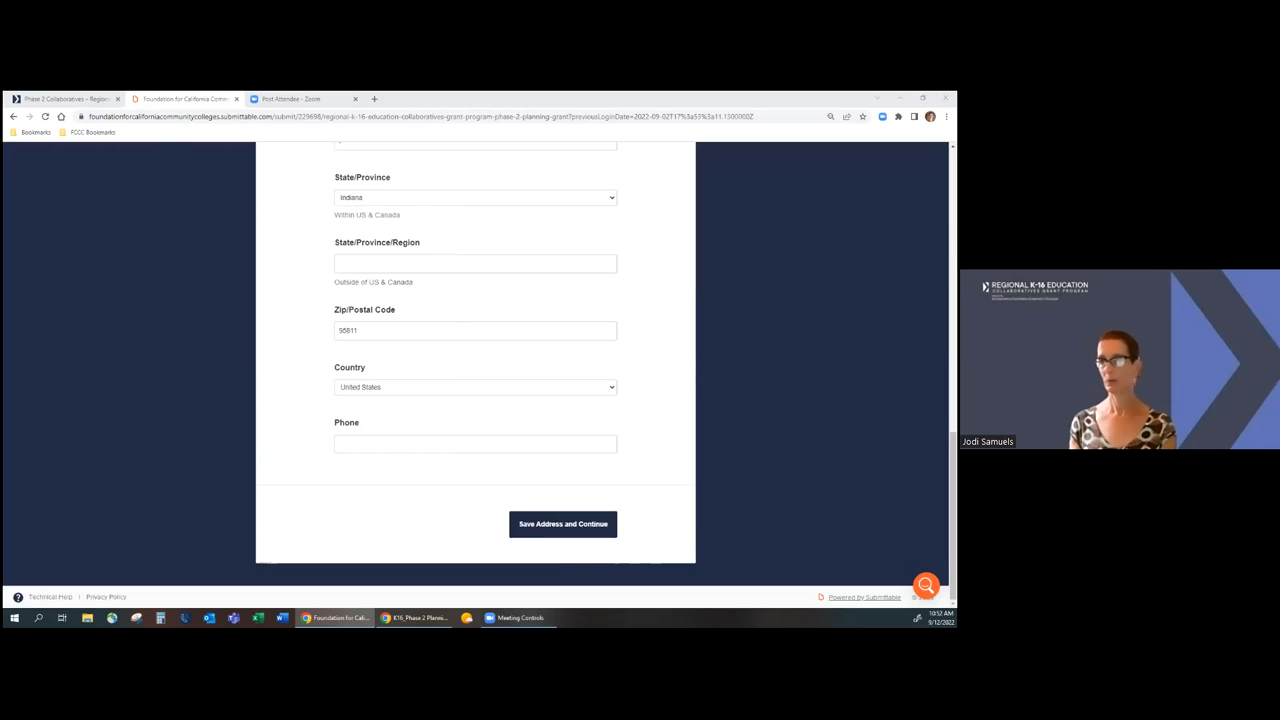 Phase 2 Collaboratives – Region
Foundation for California Comm
Post Attendee - Zoom
foundationforcaliforniacommunitycolleges.submittable.com/submit/229698/regional-k-16-education-collaboratives-grant-program-phase-2-planning-grant?previousLoginDate=2022-09-02T17%3a53%3a11.1300000Z
Bookmarks
FCCC Bookmarks
State/Province
Indiana
Within US & Canada
State/Province/Region
Outside of US & Canada
Zip/Postal Code
95811
Country
United States
Phone
Save Address and Continue
REGIONAL K-16 EDUCATION
COLLABORATIVES GRANT PROGRAM
Jodi Samuels
Technical Help | Privacy Policy
Powered by Submittable
Foundation for Cali...
K16_Phase 2 Planni...
Meeting Controls
10:52 AM
9/12/2022